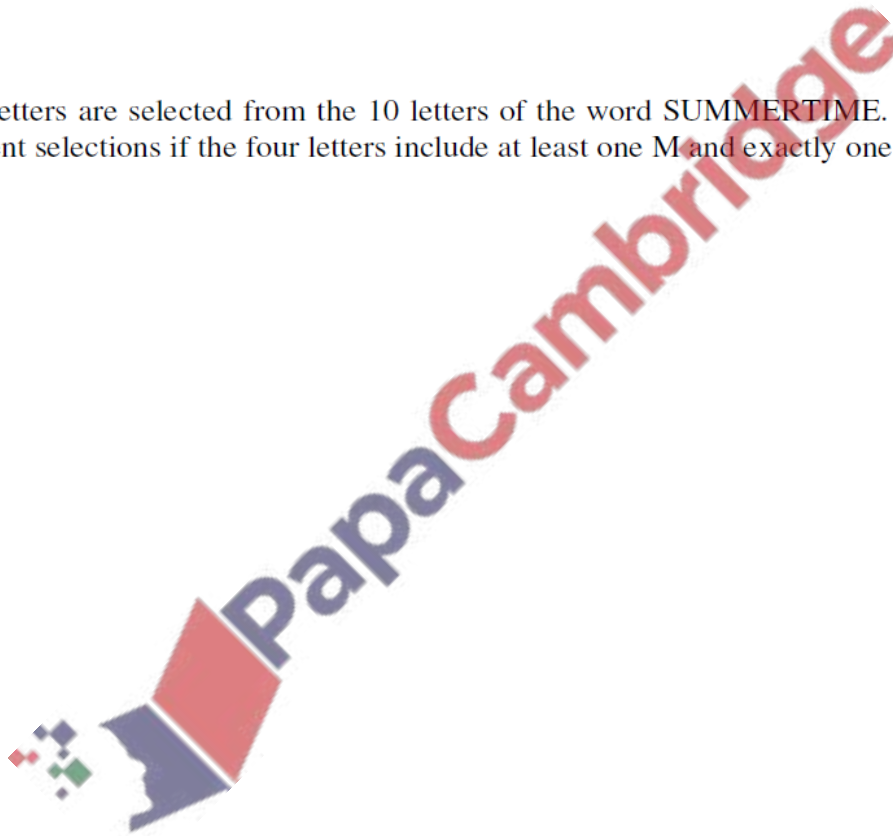 etters are selected from the 10 letters of the word SUMMERTIME.
nt selections if the four letters include at least one M and exactly one
PapaCambridge